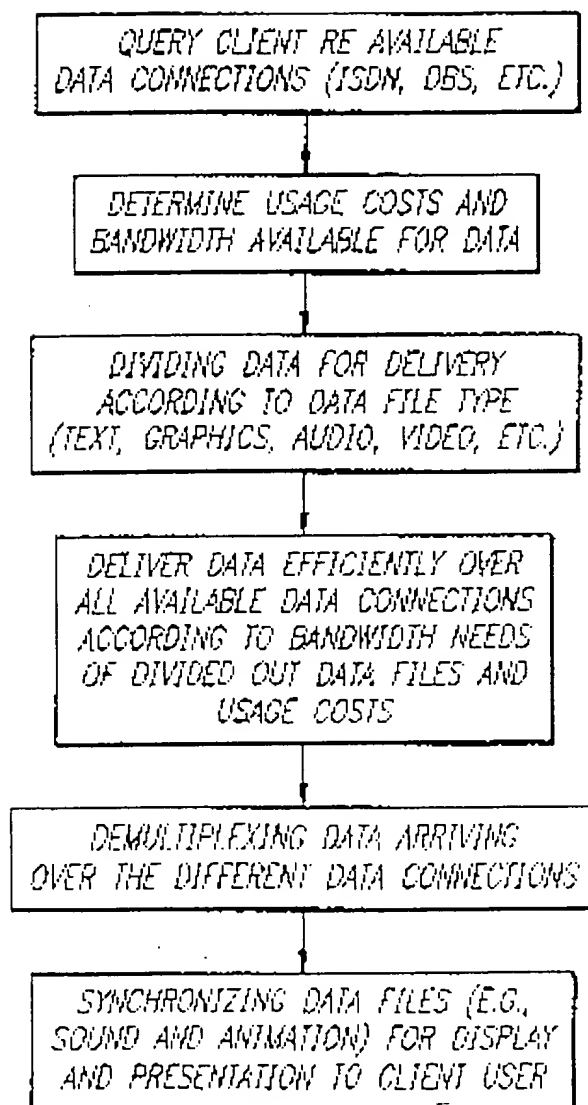 QUERY CLIENT RE AVAILABLE
DATA CONNECTIONS (ISDN, DBS, ETC.)
DETERMINE USAGE COSTS AND
BANDWIDTH AVAILABLE FOR DATA
DIVIDING DATA FOR DELIVERY
ACCORDING TO DATA FILE TYPE
(TEXT, GRAPHICS, AUDIO, VIDEO, ETC.)
DELIVER DATA EFFICIENTLY OVER
ALL AVAILABLE DATA CONNECTIONS
ACCORDING TO BANDWIDTH NEEDS
OF DIVIDED OUT DATA FILES AND
USAGE COSTS
DEMULTIPLEXING DATA ARRIVING
OVER THE DIFFERENT DATA CONNECTIONS
SYNCHRONIZING DATA FILES (E.G.,
SOUND AND ANIMATION) FOR DISPLAY
AND PRESENTATION TO CLIENT USER